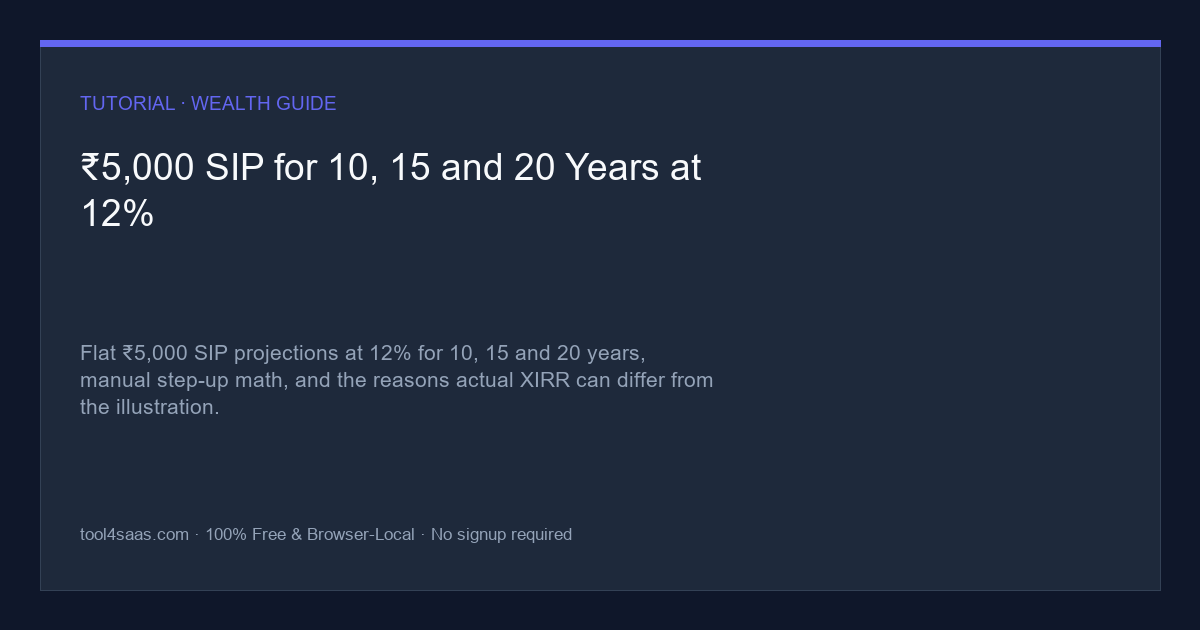 TUTORIAL · WEALTH GUIDE
₹5,000 SIP for 10, 15 and 20 Years at
12%
Flat ₹5,000 SIP projections at 12% for 10, 15 and 20 years,
manual step-up math, and the reasons actual XIRR can differ from
the illustration.
tool4saas.com · 100% Free & Browser-Local · No signup required